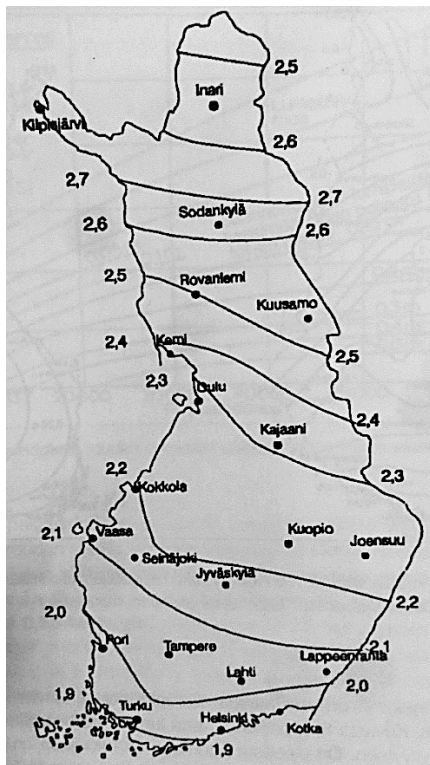 2,5
Inari
Kilpisjärvi
2,6
2,7
2,7
Sodankylä
2,6
2,6
2,5
Rovaniemi
Kuusamo
2,4
Kemi
2,5
2,3
Oulu
2,4
Kajaani
2,3
2,2
Kokkola
2,1
Vaasa
Kuopio
Joensuu
Seinäjoki
Jyväskylä
2,2
2,0
Pori
Tampere
2,1
Lappeenranta
Lahti
2,0
1,9
Turku
Helsinki
Kotka
1,9